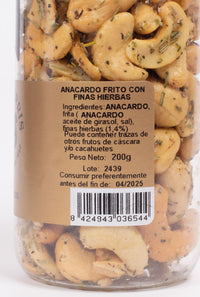 ANACARDO FRITO CON
FINAS HIERBAS
Ingredientes: ANACARDO,
frita ( ANACARDO
aceite de girasol, sal),
finas hierbas (1,4%)
Puede contener trazas de
otros frutos de cáscara
y/o cacahuetes
Peso Neto: 200g
Lote: 2439
Consumir preferentemente
antes del fin de: 04/2025
8 424943 036544